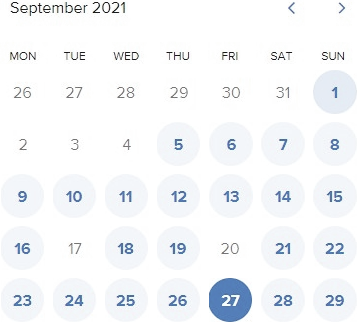 September 2021
MON TUE WED THU FRI SAT SUN
26 27 28 29 30 31 1
2 3 4 5 6 7 8
9 10 11 12 13 14 15
16 17 18 19 20 21 22
23 24 25 26 27 28 29